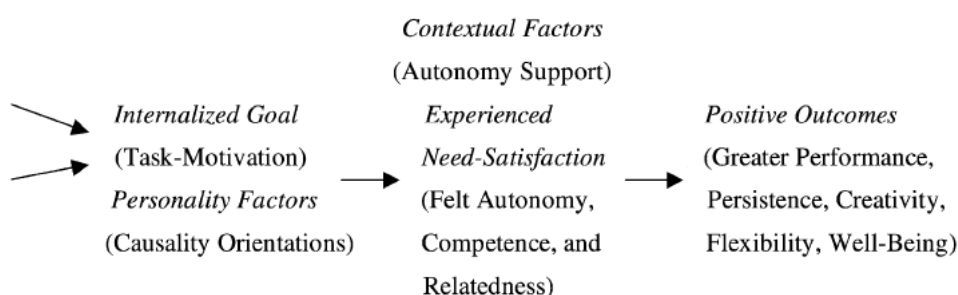 Contextual Factors
(Autonomy Support)
Internalized Goal
(Task-Motivation)
Personality Factors
(Causality Orientations)
Experienced
Need-Satisfaction
(Felt Autonomy,
Competence, and
Relatedness)
Positive Outcomes
(Greater Performance,
Persistence, Creativity,
Flexibility, Well-Being)